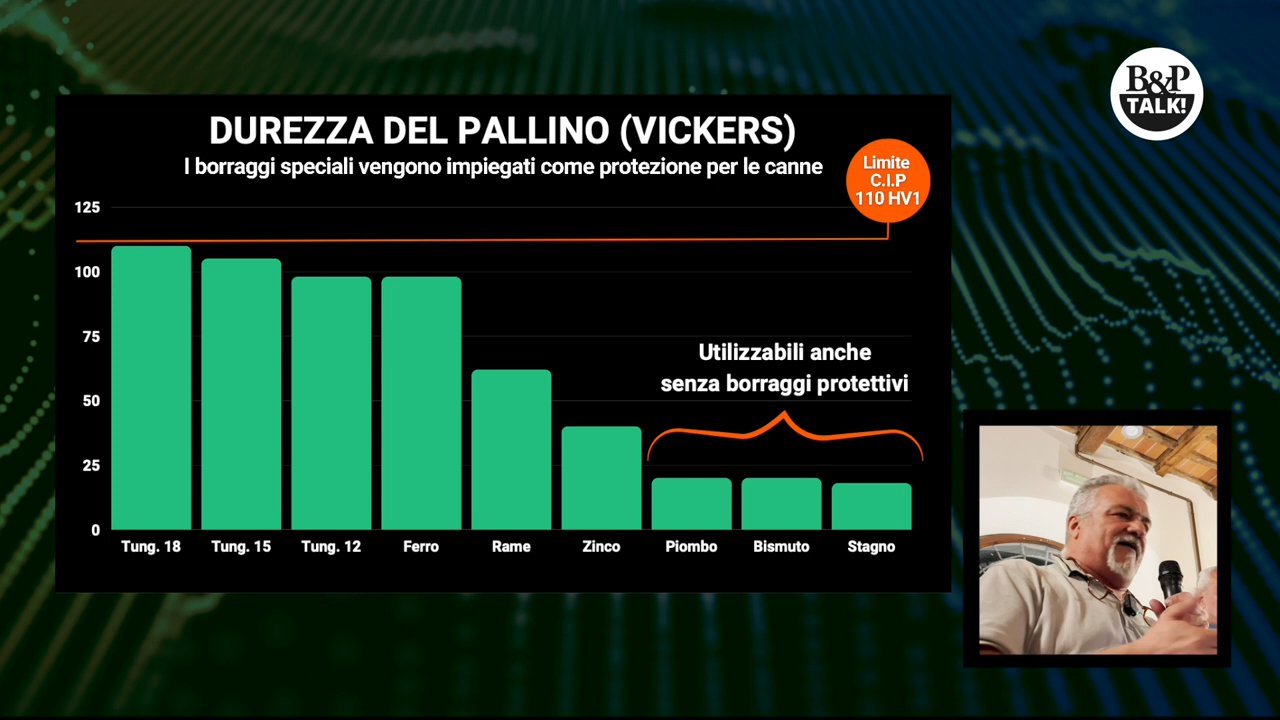 B&P
TALK!
DUREZZA DEL PALLINO (VICKERS)
I borraggi speciali vengono impiegati come protezione per le canne
Limite
C.I.P
110 HV1
125
100
75
50
25
0
Utilizzabili anche
senza borraggi protettivi
Tung. 18 Tung. 15 Tung. 12 Ferro Rame Zinco Piombo Bismuto Stagno